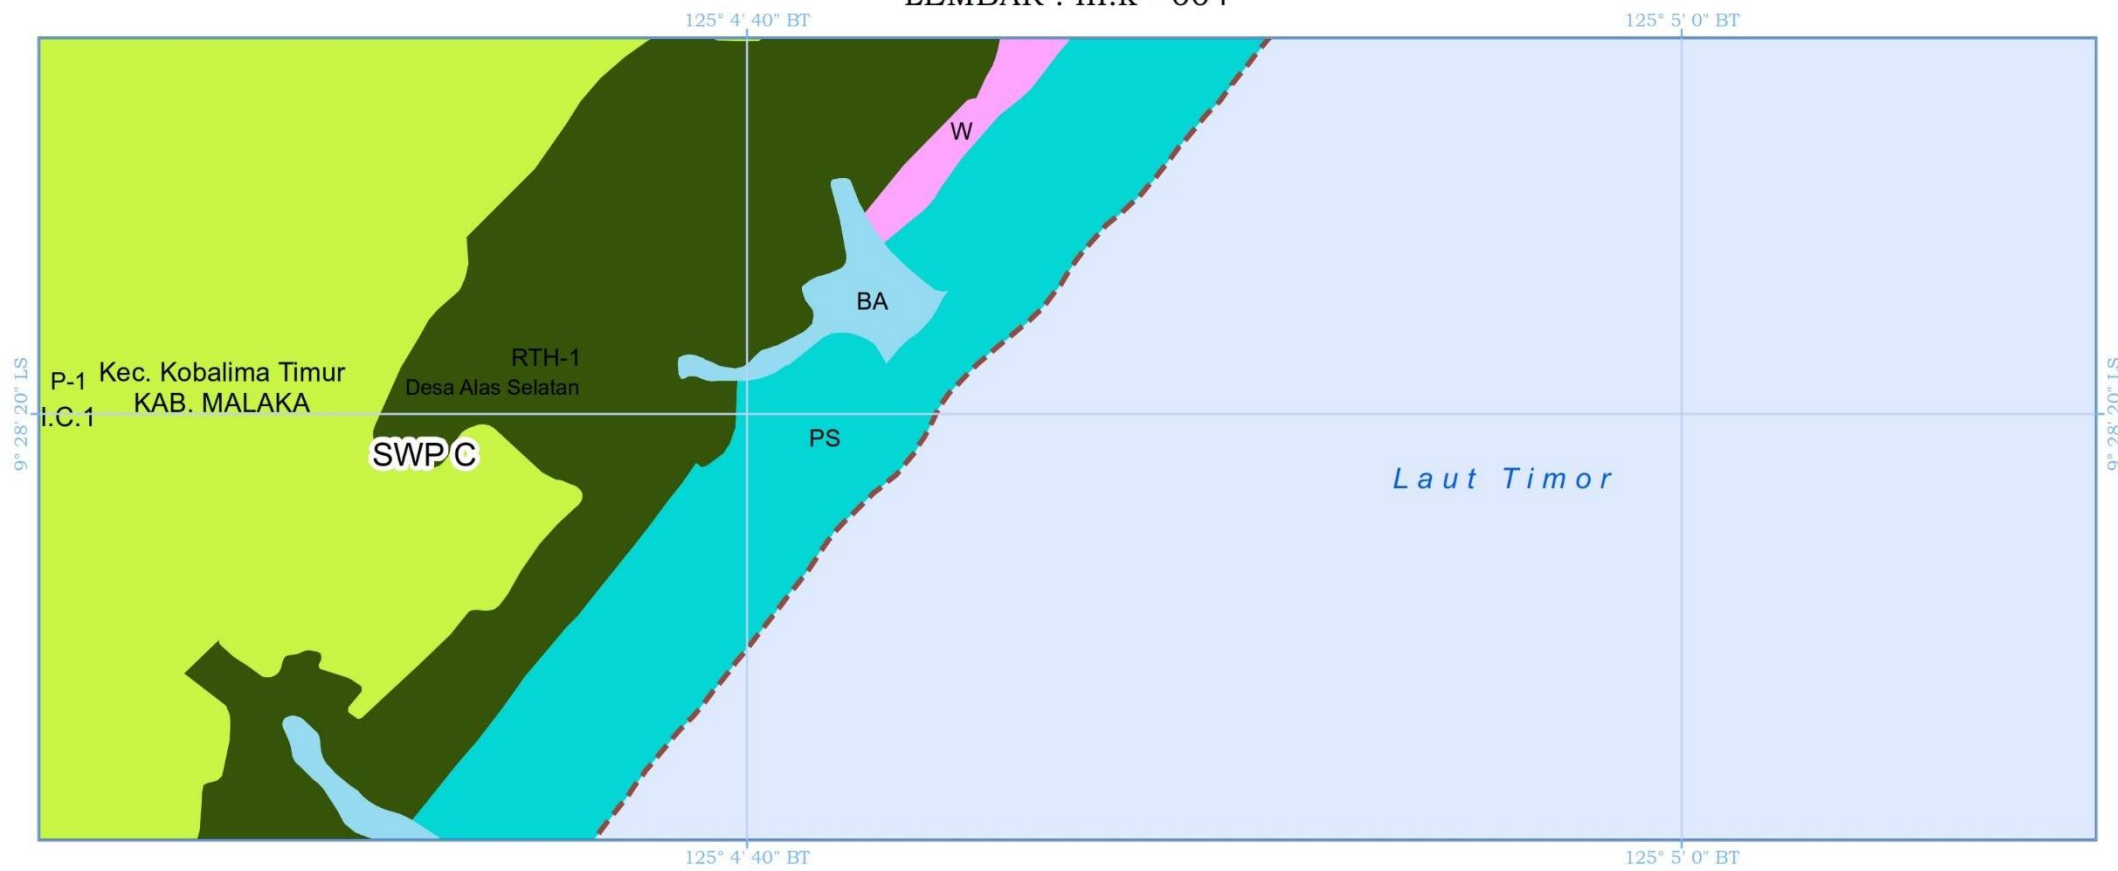 125° 4' 40" BT
125° 5' 0" BT
W
BA
RTH-1
P-1
Kec. Kobalima Timur
Desa Alas Selatan
KAB. MALAKA
I.C.1
9° 28' 20" LS
9° 28' 20" LS
PS
SWP C
Laut Timor
125° 4' 40" BT
125° 5' 0" BT